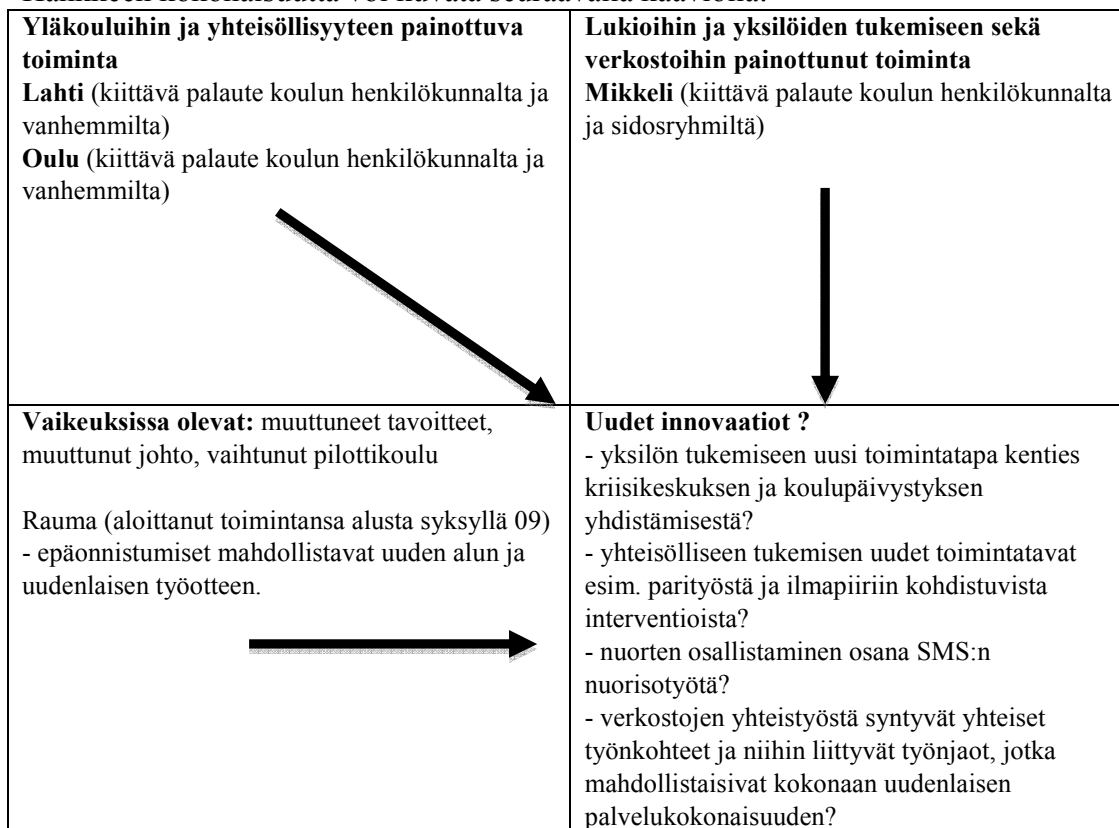 Yläkouluihin ja yhteisöllisyyteen painottuva
toiminta
Lahti (kiittävä palaute koulun henkilökunnalta ja
vanhemmilta)
Oulu (kiittävä palaute koulun henkilökunnalta ja
vanhemmilta)
Lukioihin ja yksilöiden tukemiseen sekä
verkostoihin painottunut toiminta
Mikkeli (kiittävä palaute koulun henkilökunnalta
ja sidosryhmiltä)
Vaikeuksissa olevat: muuttuneet tavoitteet,
muuttunut johto, vaihtunut pilottikoulu
Rauma (aloittanut toimintansa alusta syksyllä 09)
- epäonnistumiset mahdollistavat uuden alun ja
uudenlaisen työotteen.
Uudet innovaatiot ?
- yksilön tukemiseen uusi toimintatapa kenties
kriisikeskuksen ja koulupäivystyksen
yhdistämisestä?
- yhteisölliseen tukemisen uudet toimintatavat
esim. parityöstä ja ilmapiiriin kohdistuvista
interventioista?
- nuorten osallistaminen osana SMS:n
nuorisotyötä?
- verkostojen yhteistyöstä syntyvät yhteiset
työnkohteet ja niihin liittyvät työnjaot, jotka
mahdollistaisivat kokonaan uudenlaisen
palvelukokonaisuuden?